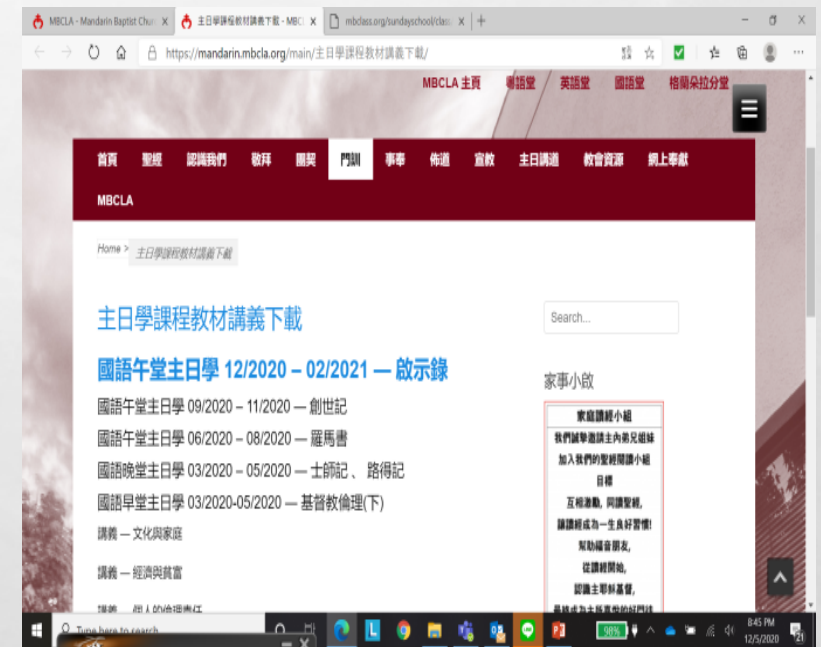 MBCLA - Mandarin Baptist Chur
主日學課程教材講義下載 - MBC
mbclass.org/sundayschool/class
https://mandarin.mbcla.org/main/主日學課程教材講義下載/
MBCLA 主頁 粵語堂 英語堂 國語堂 格蘭朵拉分堂
首頁 聖經 認識我們 敬拜 團契 門訓 事奉 佈道 宣教 主日講道 教會資源 網上奉獻
MBCLA
Home > 主日學課程教材講義下載
主日學課程教材講義下載
Search...
國語午堂主日學 12/2020 – 02/2021 — 啟示錄
國語午堂主日學 09/2020 – 11/2020 — 創世記
國語午堂主日學 06/2020 – 08/2020 — 羅馬書
國語晚堂主日學 03/2020 – 05/2020 — 士師記 、 路得記
國語早堂主日學 03/2020-05/2020 — 基督教倫理(下)
講義 — 文化與家庭
講義 — 經濟與貧富
講義 — 個人的倫理責任
家事小啟
家庭讀經小組
我們誠摯邀請主內弟兄姐妹
加入我們的聖經閱讀小組
目標
互相激勵, 同讀聖經,
讓讀經成為一生良好習慣!
幫助福音朋友,
從讀經開始,
認識主耶穌基督,
Type here to search
98%
8:45 PM
12/5/2020
21